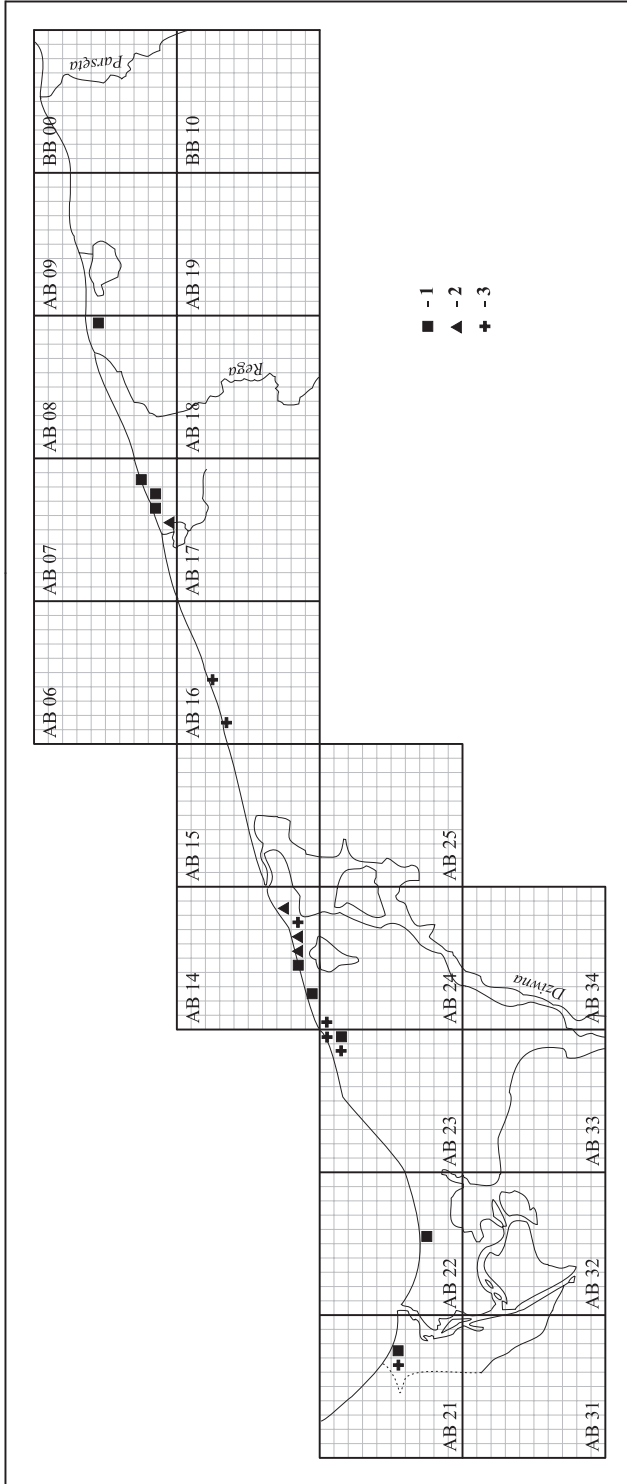 AB 06
AB 07
AB 08
AB 09
BB 00
Parsęta
AB 14
AB 15
AB 16
AB 17
AB 18
Rega
AB 19
BB 10
AB 21
AB 22
AB 23
AB 24
AB 25
AB 31
AB 32
AB 33
AB 34
Dziwna
- 1
- 2
- 3